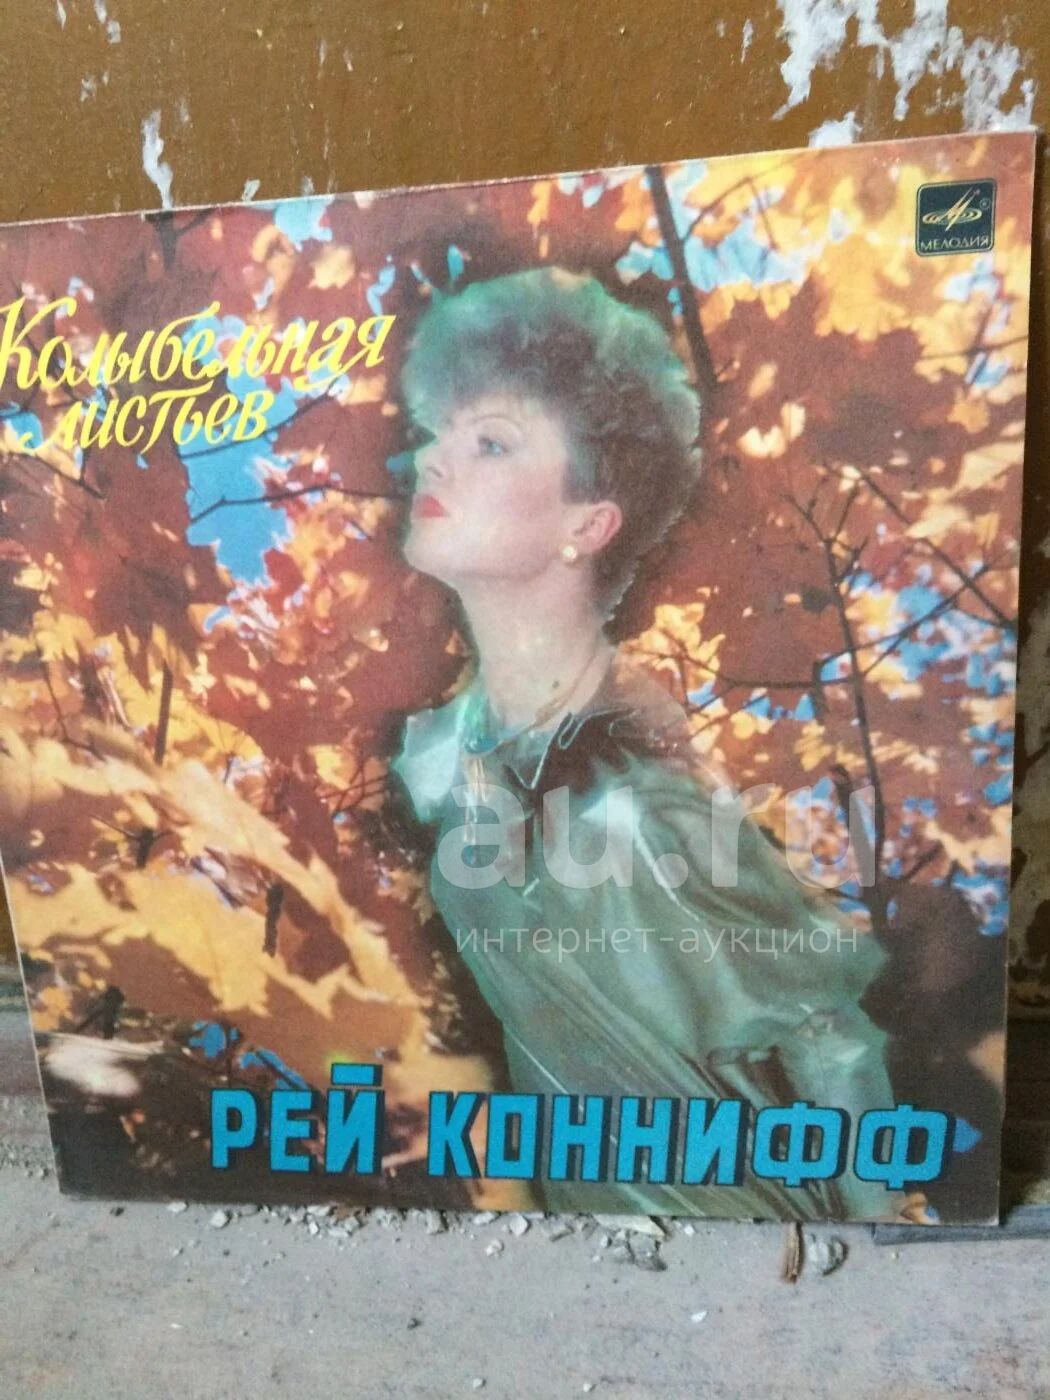 МЕЛОДИЯ
Колыбельная
листьев
au.ru
интернет-аукцион
РЕЙ КОННИФФ